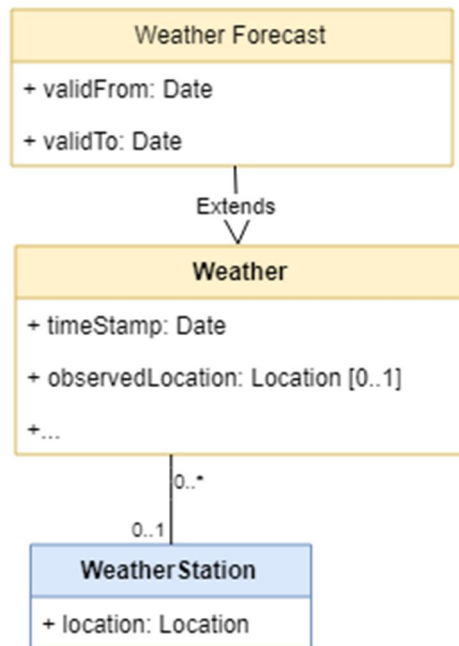 Weather Forecast
+ validFrom: Date
+ validTo: Date
Extends
Weather
+ timeStamp: Date
+ observedLocation: Location [0..1]
+...
0..*
0..1
WeatherStation
+ location: Location